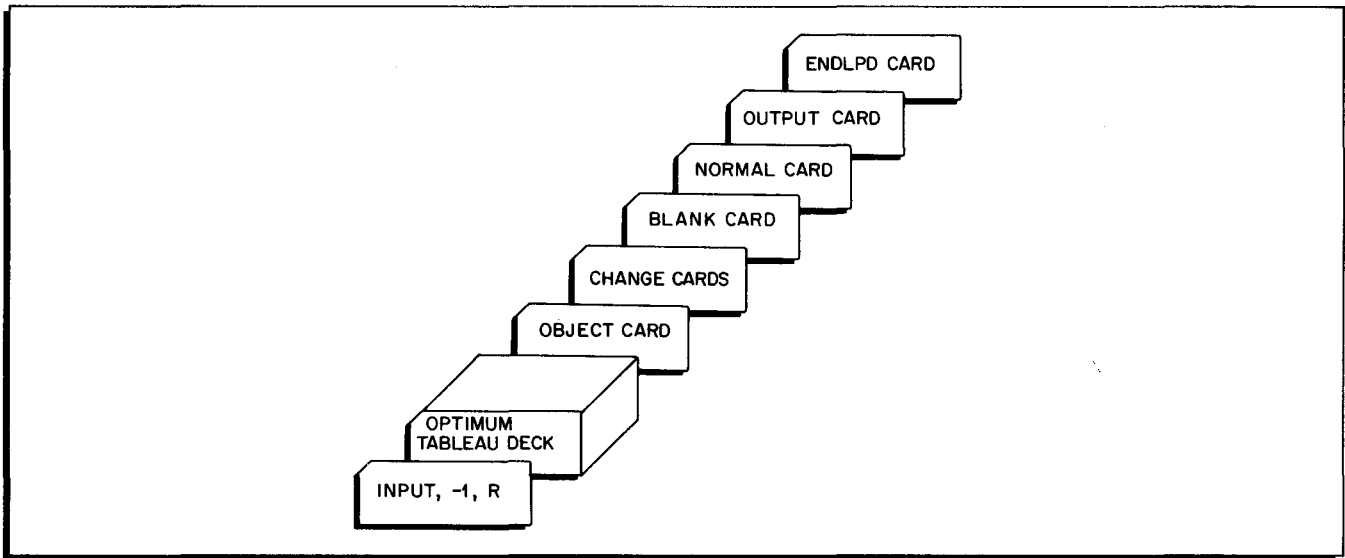 ENDLPD CARD
OUTPUT CARD
NORMAL CARD
BLANK CARD
CHANGE CARDS
OBJECT CARD
OPTIMUM
TABLEAU DECK
INPUT, -1, R